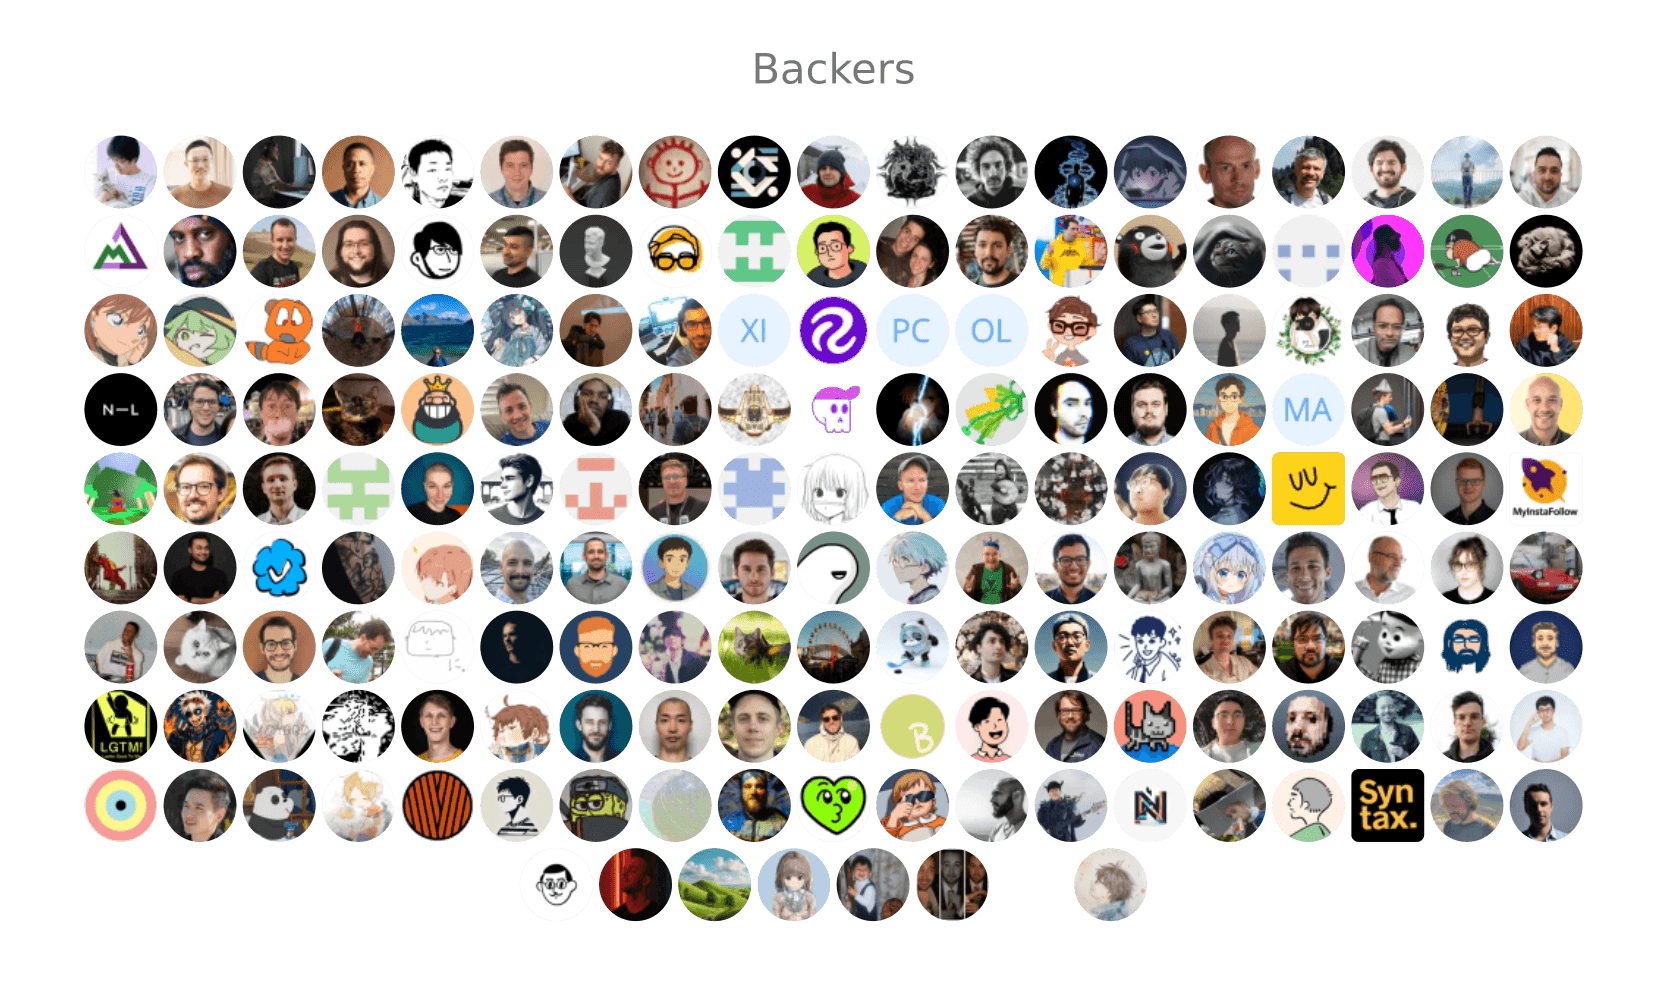 Backers
XI
PC
OL
N—L
MA
MyInstaFollow
LGTM!
B
N
Syn
tax.